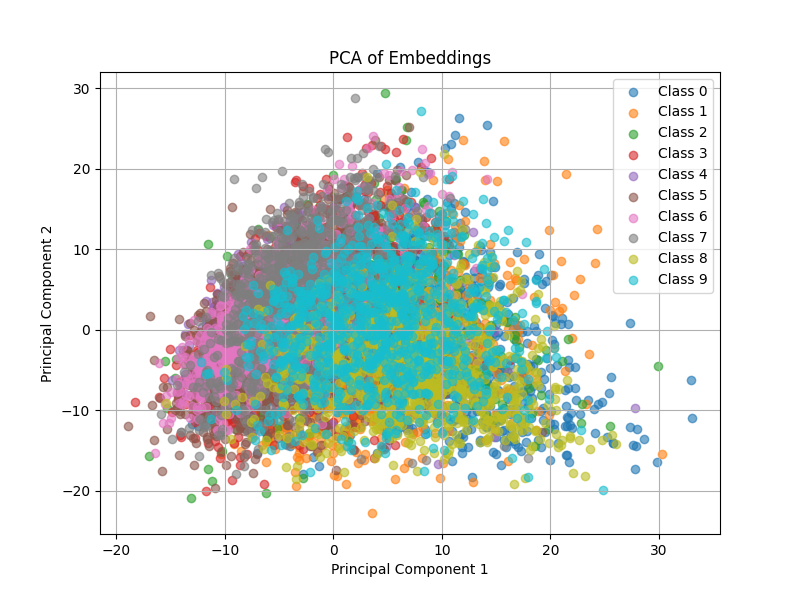 PCA of Embeddings
30
20
10
0
−10
−20
Principal Component 2
−20
−10
0
10
20
30
Principal Component 1
Class 0
Class 1
Class 2
Class 3
Class 4
Class 5
Class 6
Class 7
Class 8
Class 9